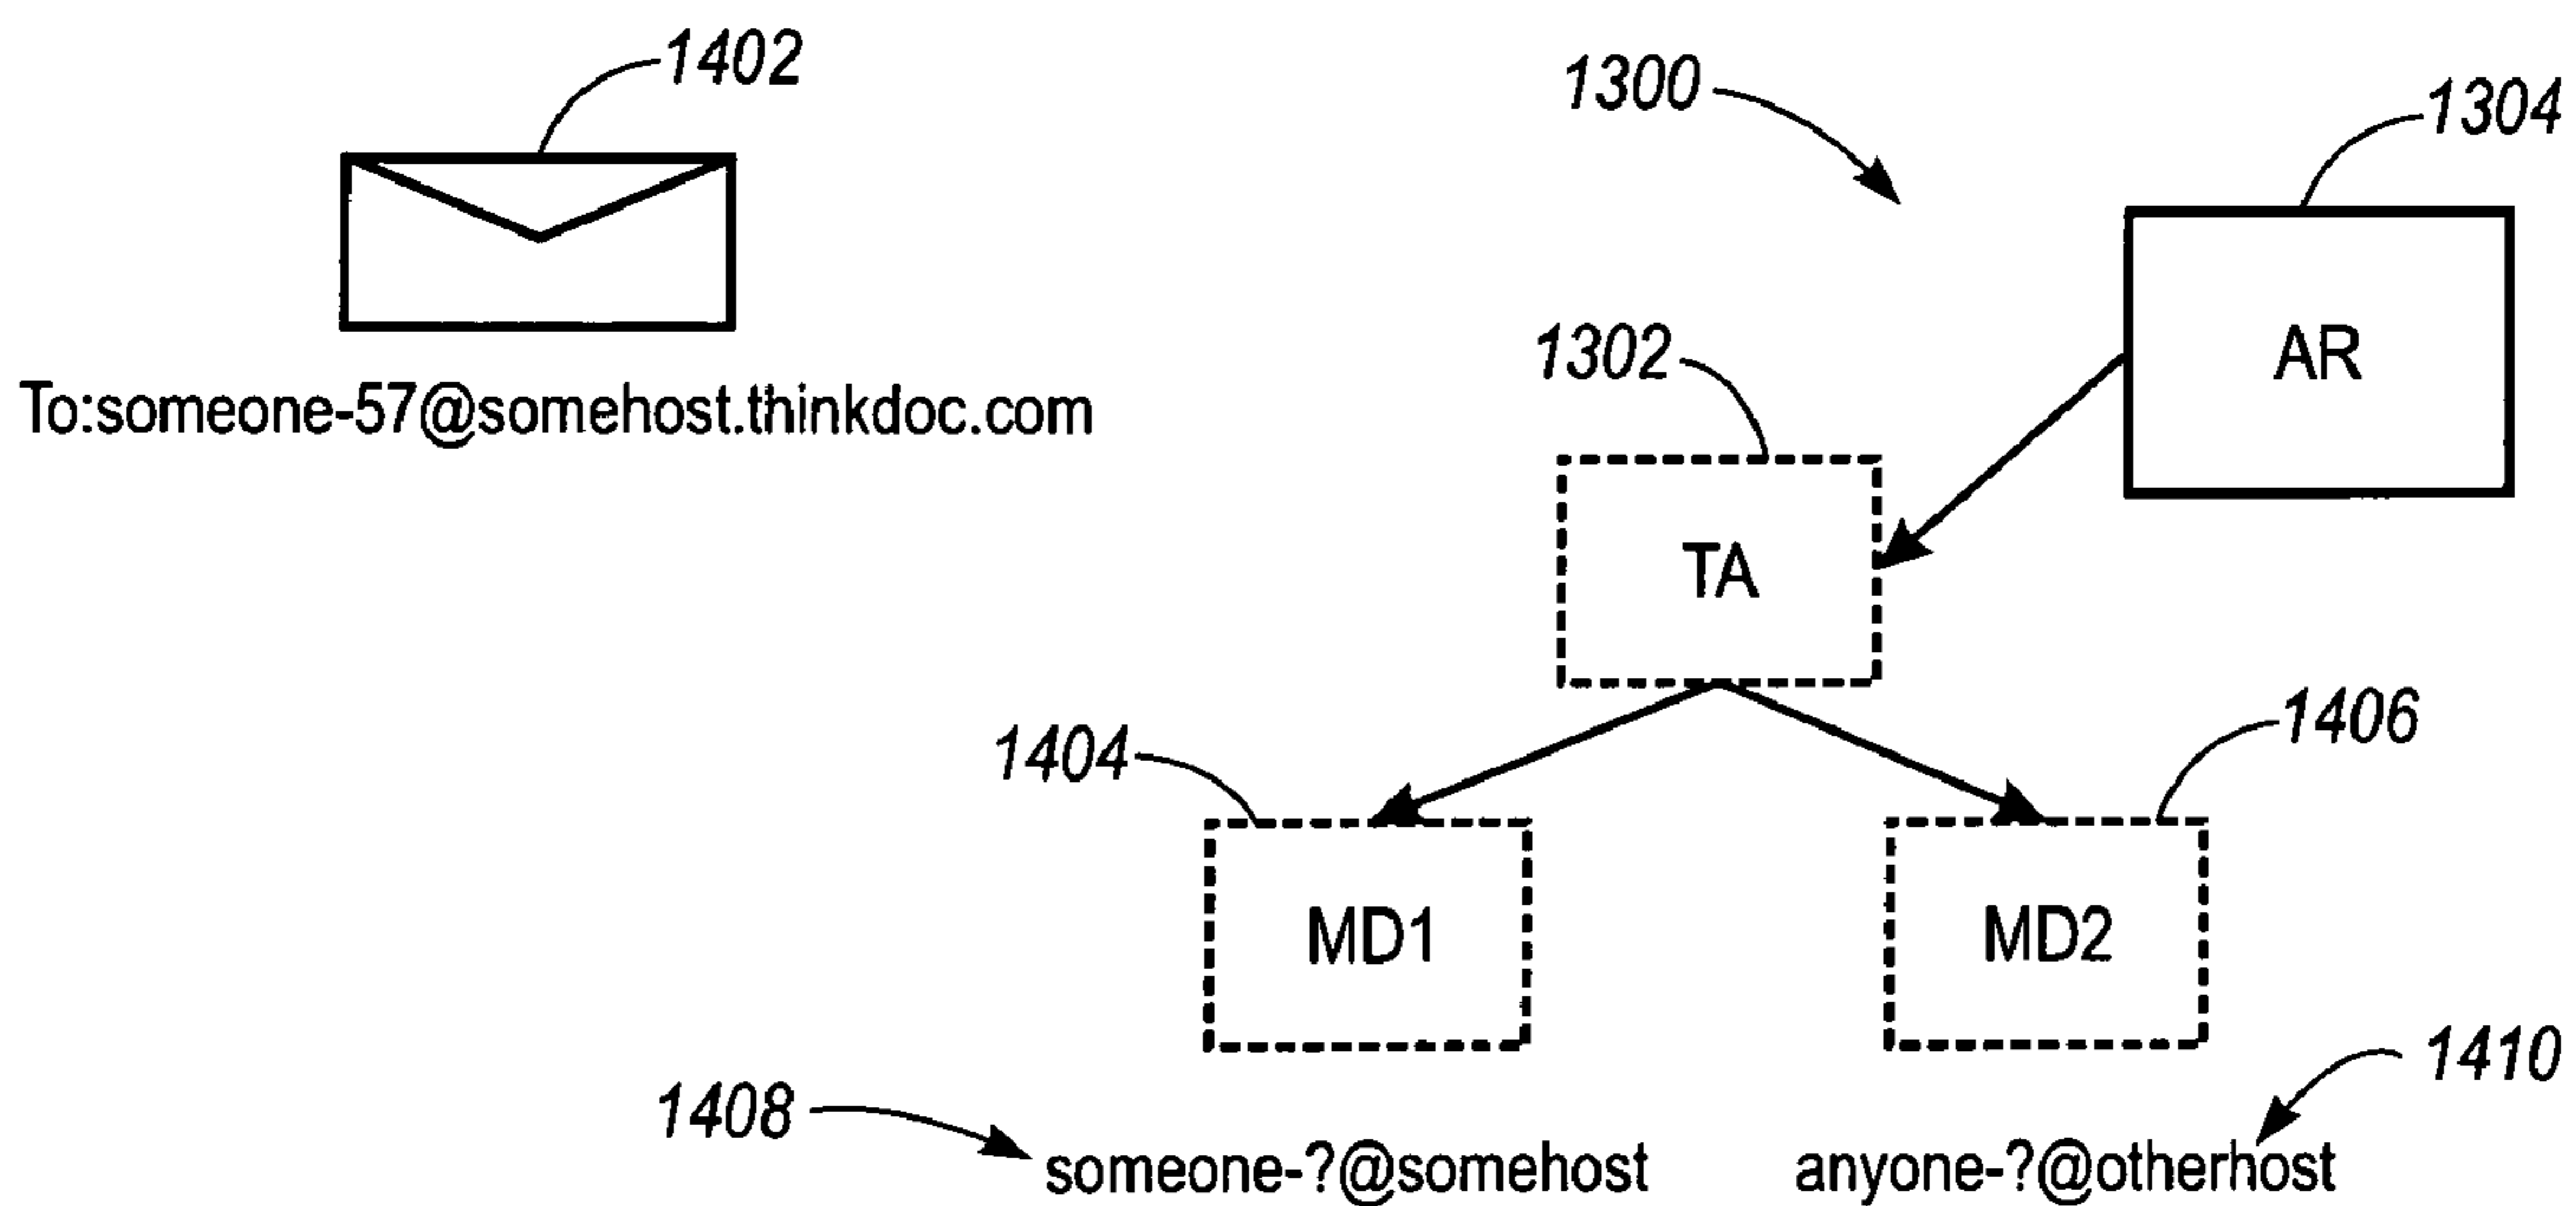 1402
1300
1304
AR
1302
To:someone-57@somehost.thinkdoc.com
TA
1404
1406
MD1
MD2
1410
1408
someone-?@somehost
anyone-?@otherhost